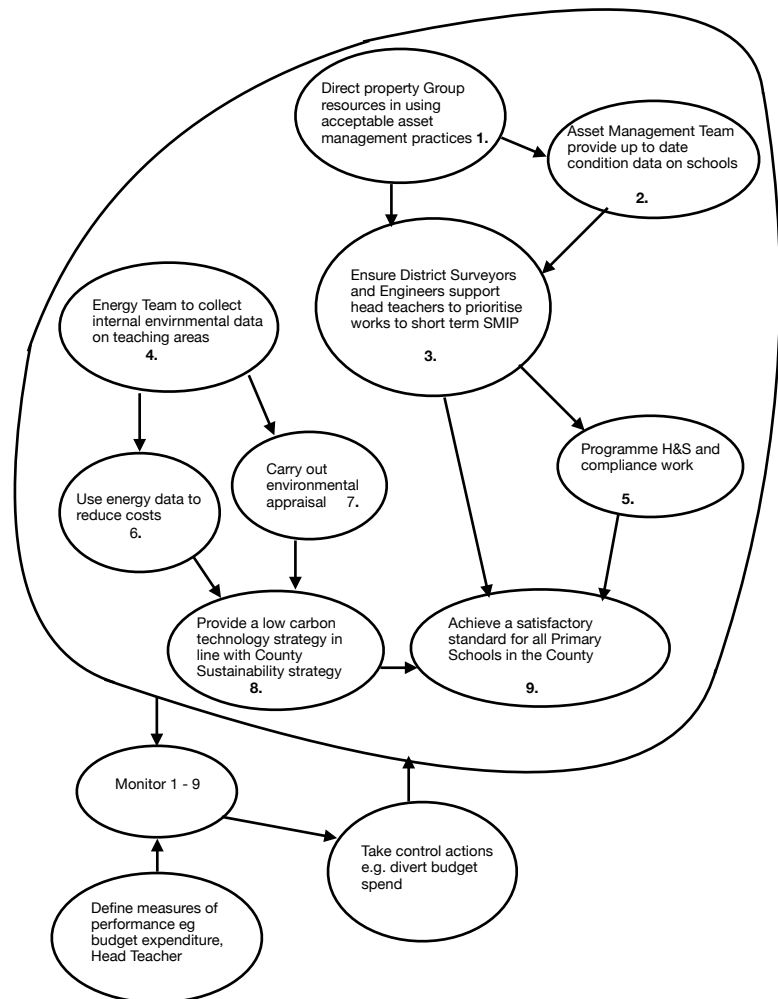 Direct property Group
resources in using
acceptable asset
management practices 1.
Asset Management Team
provide up to date
condition data on schools
2.
Ensure District Surveyors
and Engineers support
head teachers to prioritise
works to short term SMIP
3.
Energy Team to collect
internal envirnmental data
on teaching areas
4.
Programme H&S and
compliance work
5.
Use energy data to
reduce costs
6.
Carry out
environmental
appraisal 7.
Provide a low carbon
technology strategy in
line with County
Sustainability strategy
8.
Achieve a satisfactory
standard for all Primary
Schools in the County
9.
Monitor 1 - 9
Take control actions
e.g. divert budget
spend
Define measures of
performance eg
budget expenditure,
Head Teacher